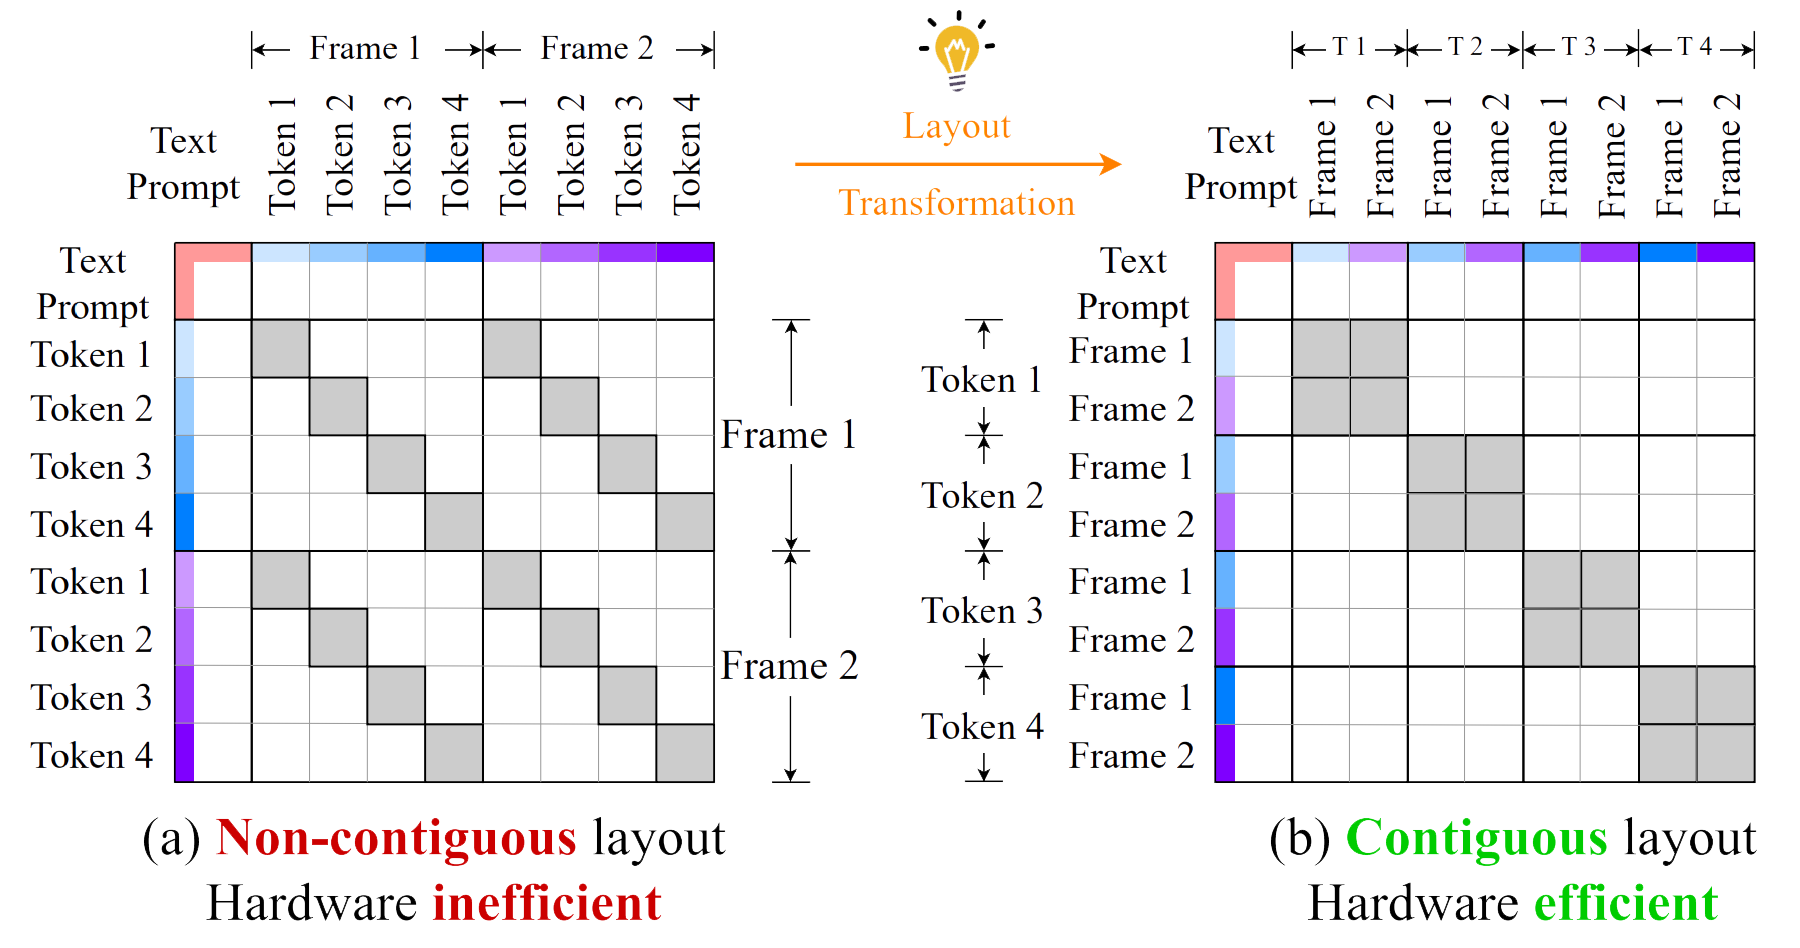 Frame 1
Frame 2
Token 1
Token 2
Token 3
Token 4
Token 1
Token 2
Token 3
Token 4
Text
Prompt
Text
Prompt
Token 1
Token 2
Token 3
Token 4
Token 1
Token 2
Token 3
Token 4
Frame 1
Frame 2
(a) Non-contiguous layout
Hardware inefficient
Layout
Transformation
T 1
T 2
T 3
T 4
Frame 1
Frame 2
Frame 1
Frame 2
Frame 1
Frame 2
Frame 1
Frame 2
Text
Prompt
Text
Prompt
Token 1
Token 2
Token 3
Token 4
Frame 1
Frame 2
Frame 1
Frame 2
Frame 1
Frame 2
Frame 1
Frame 2
(b) Contiguous layout
Hardware efficient